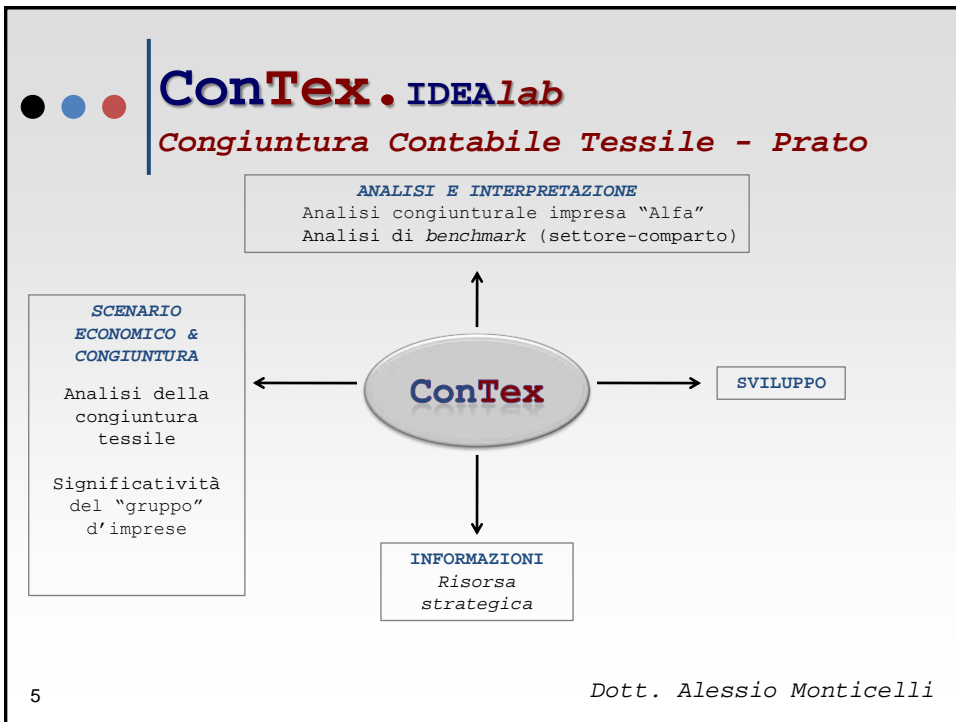 ConTex.IDEAlab
Congiuntura Contabile Tessile - Prato
ANALISI E INTERPRETAZIONE
Analisi congiunturale impresa “Alfa”
Analisi di benchmark (settore-comparto)
SCENARIO
ECONOMICO &
CONGIUNTURA
Analisi della
congiuntura
tessile
Significatività
del “gruppo”
d’imprese
ConTex
SVILUPPO
INFORMAZIONI
Risorsa
strategica
5
Dott. Alessio Monticelli